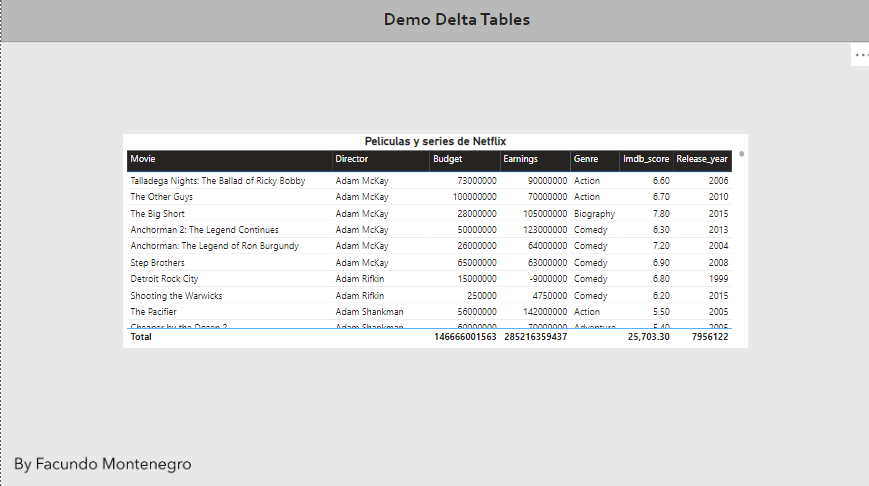 Demo Delta Tables
Peliculas y series de Netflix
Movie Director Budget Earnings Genre Imdb_score Release_year
Talladega Nights: The Ballad of Ricky Bobby Adam McKay 73000000 90000000 Action 6.60 2006
The Other Guys Adam McKay 100000000 70000000 Action 6.70 2010
The Big Short Adam McKay 28000000 105000000 Biography 7.80 2015
Anchorman 2: The Legend Continues Adam McKay 50000000 123000000 Comedy 6.30 2013
Anchorman: The Legend of Ron Burgundy Adam McKay 26000000 64000000 Comedy 7.20 2004
Step Brothers Adam McKay 65000000 63000000 Comedy 6.90 2008
Detroit Rock City Adam Rifkin 15000000 -9000000 Comedy 6.80 1999
Shooting the Warwicks Adam Rifkin 250000 4750000 Comedy 6.20 2015
The Pacifier Adam Shankman 56000000 142000000 Action 5.50 2005
Cheaper by the Dozen 2 Adam Shankman 60000000 70000000 Adventure 5.40 2005
Total 146666001563 285216359437 25,703.30 7956122
By Facundo Montenegro